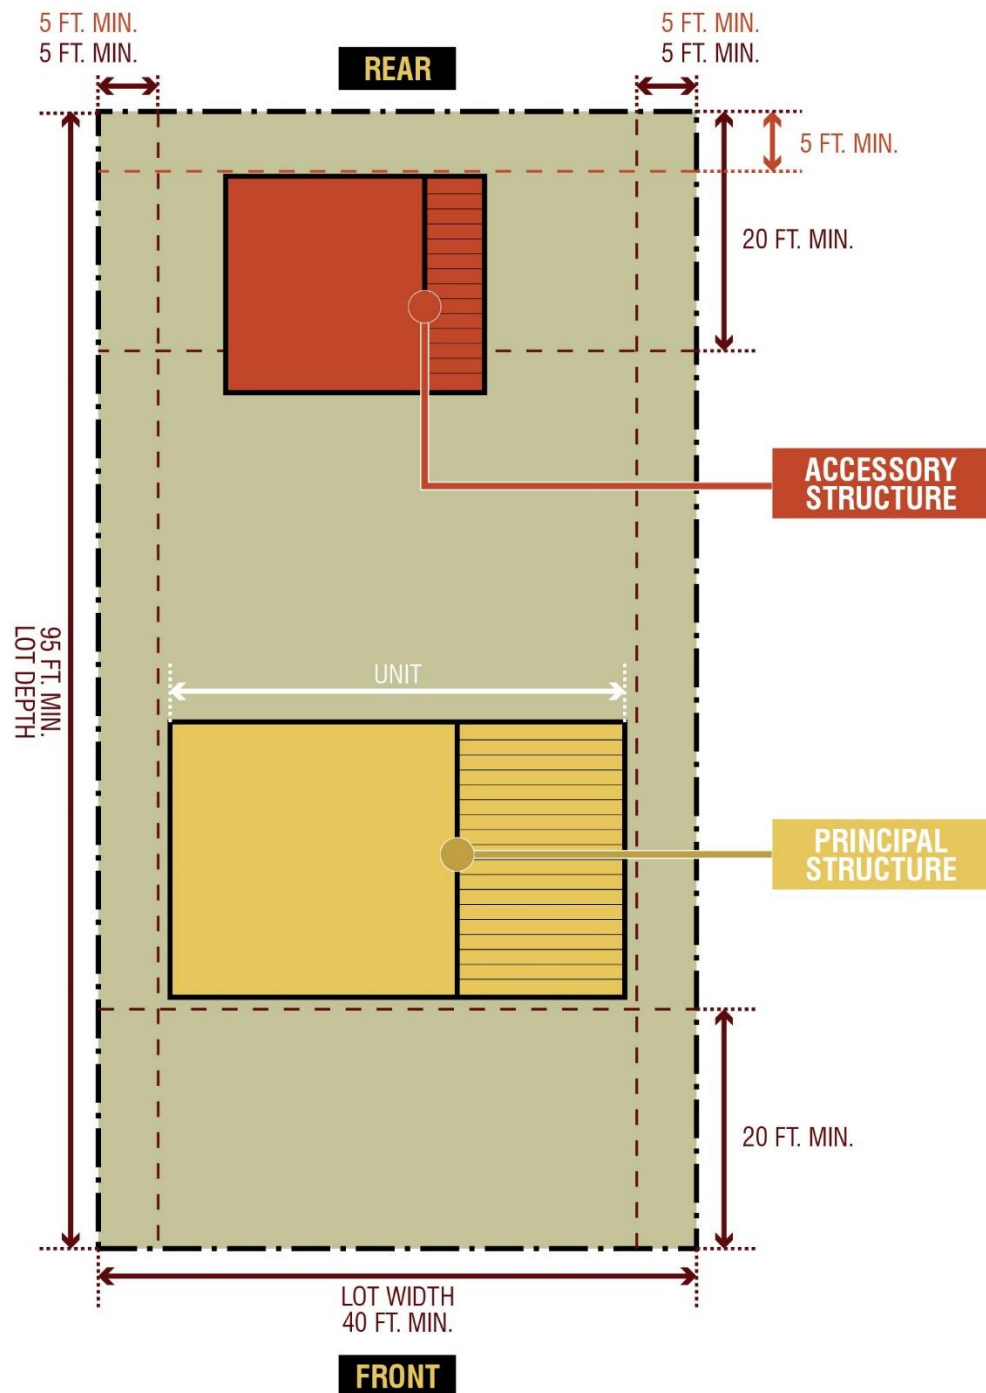 5 FT. MIN.
5 FT. MIN.
5 FT. MIN.
5 FT. MIN.
REAR
5 FT. MIN.
20 FT. MIN.
ACCESSORY
STRUCTURE
95 FT. MIN.
LOT DEPTH
UNIT
PRINCIPAL
STRUCTURE
20 FT. MIN.
LOT WIDTH
40 FT. MIN.
FRONT